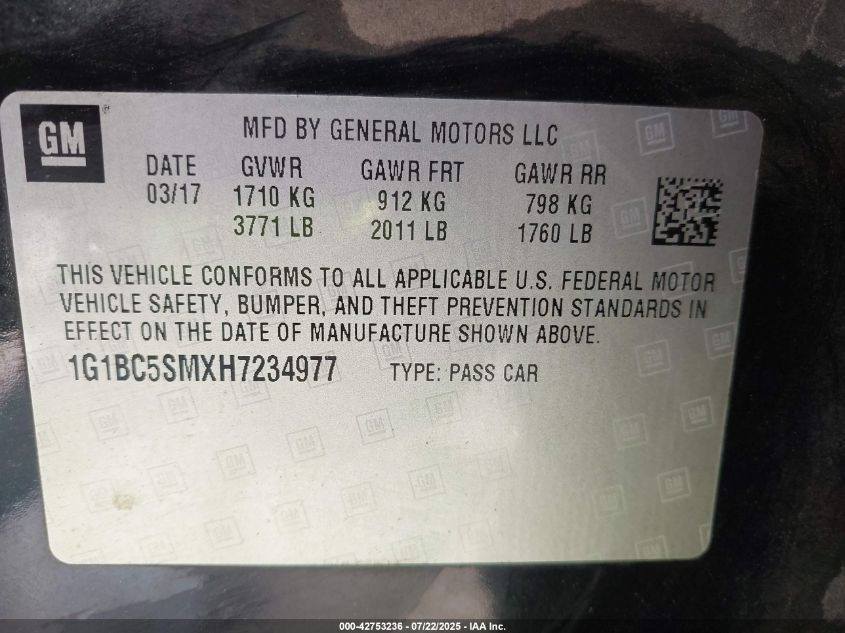 GM
MFD BY GENERAL MOTORS LLC
DATE GVWR GAWR FRT GAWR RR
03/17 1710 KG 912 KG 798 KG
3771 LB 2011 LB 1760 LB
THIS VEHICLE CONFORMS TO ALL APPLICABLE U.S. FEDERAL MOTOR
VEHICLE SAFETY, BUMPER, AND THEFT PREVENTION STANDARDS IN
EFFECT ON THE DATE OF MANUFACTURE SHOWN ABOVE.
1G1BC5SMXH7234977 TYPE: PASS CAR
000-42753236 - 07/22/2025 - IAA Inc.